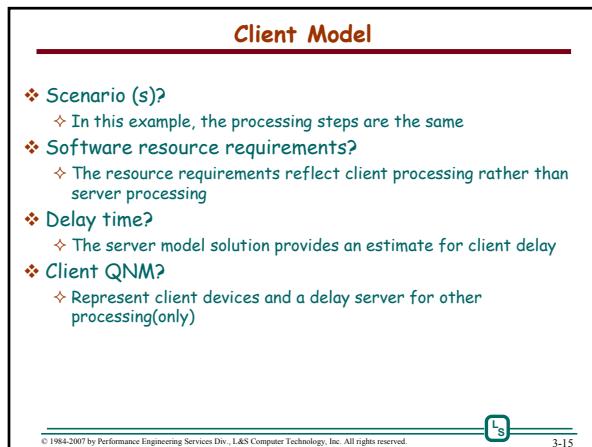 Client Model
❖ Scenario (s)?
✧ In this example, the processing steps are the same
❖ Software resource requirements?
✧ The resource requirements reflect client processing rather than
server processing
❖ Delay time?
✧ The server model solution provides an estimate for client delay
❖ Client QNM?
✧ Represent client devices and a delay server for other
processing(only)
L S
© 1984-2007 by Performance Engineering Services Div., L&S Computer Technology, Inc. All rights reserved.
3-15